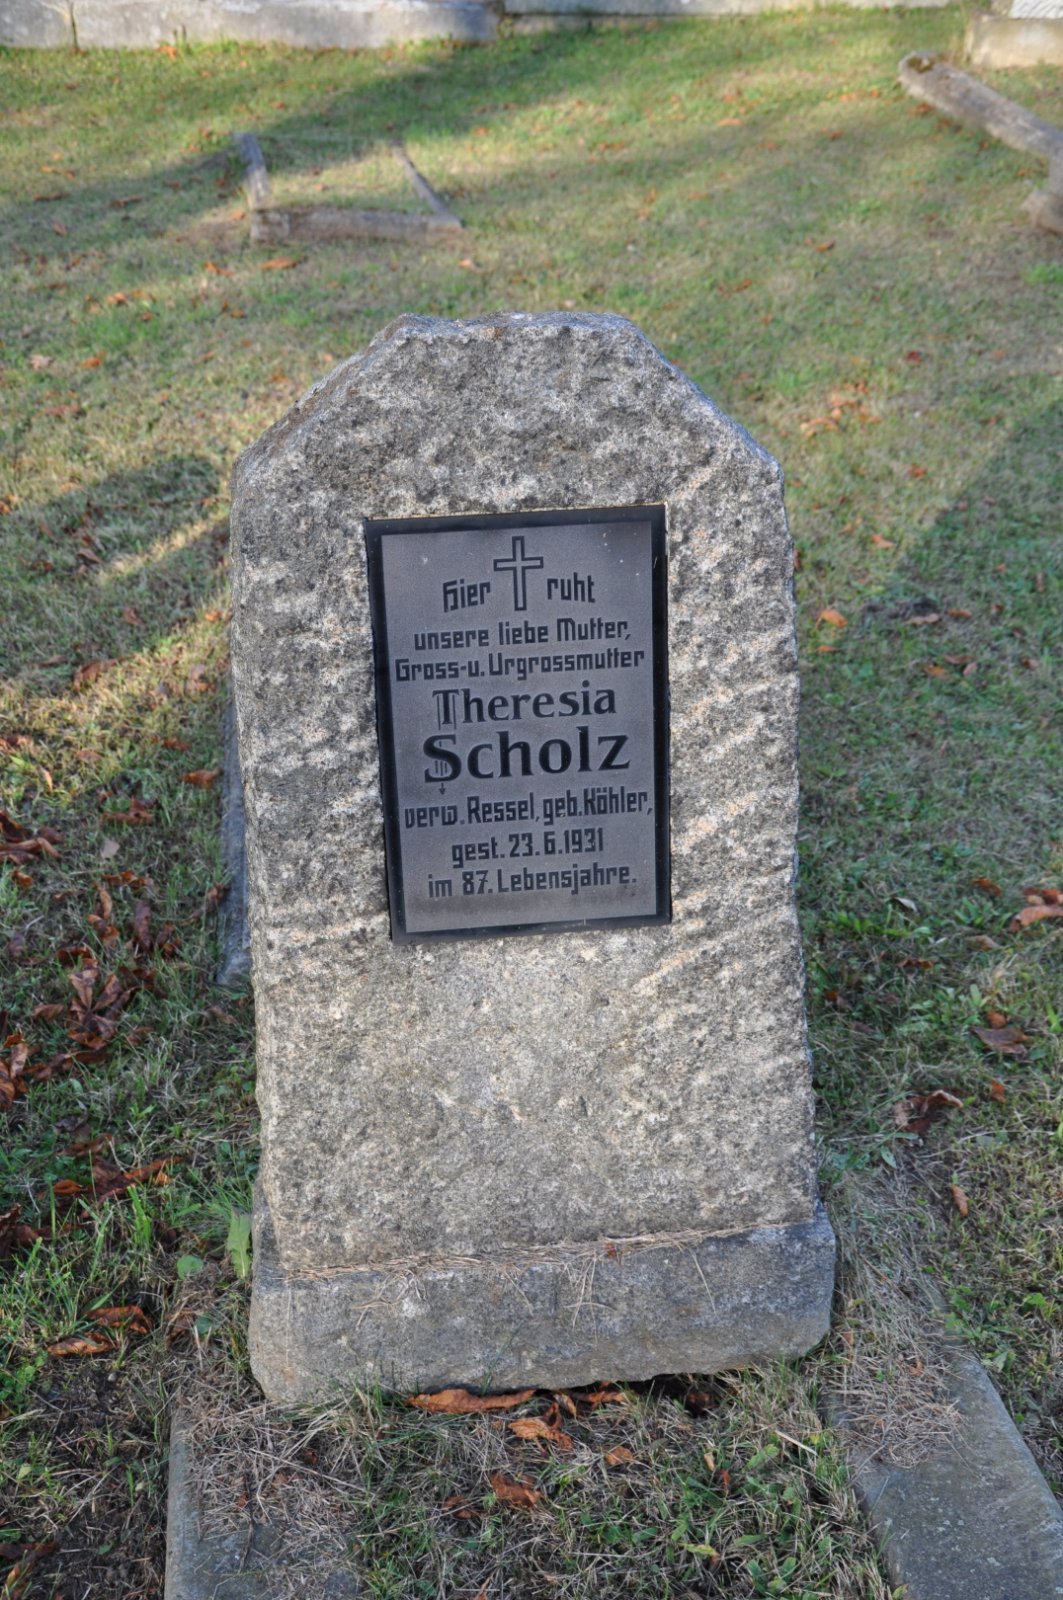 Hier ruht
unsere liebe Mutter,
Gross-u. Urgrossmutter
Theresia
Scholz
verw. Ressel, geb. Köhler,
gest. 23. 6. 1931
im 87. Lebensjahre.